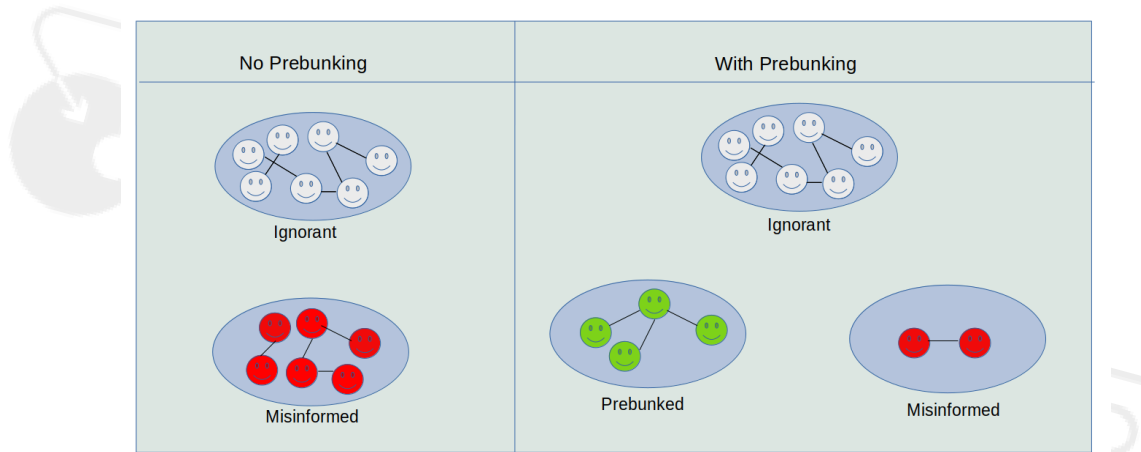 No Prebunking
With Prebunking
Ignorant
Ignorant
Misinformed
Prebunked
Misinformed